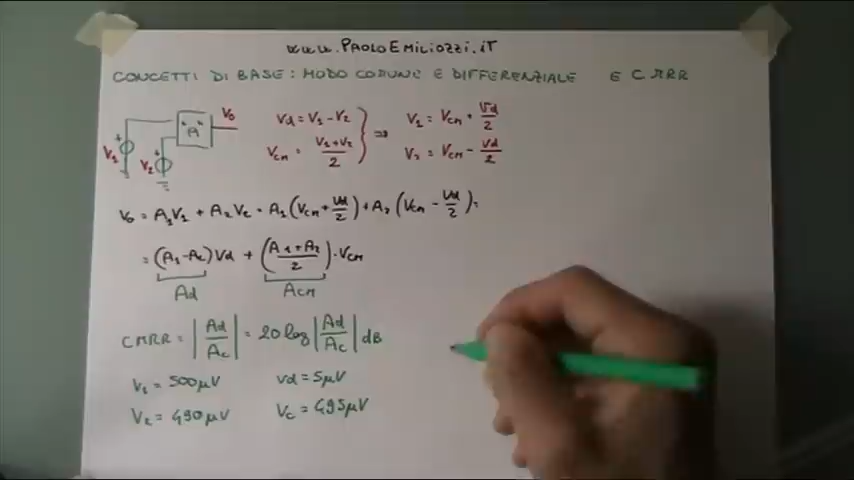 www.PAOLOEMILIOZZI.IT
CONCETTI DI BASE: MODO COMUNE E DIFFERENZIALE E CMRR
V1 V2 "A" Vo
Vd = V1 - V2
Vcm = V1+V2/2
⇒
V1 = Vcm + Vd/2
V2 = Vcm - Vd/2
Vo = A1V1 + A2V2 = A1(Vcm + Vd/2) + A2(Vcm - Vd/2) =
= (A1-A2)Vd + (A1+A2/2)·Vcm
Ad Acm
CMRR = |Ad/Ac| = 20 log |Ad/Ac| dB
V1 = 500μV Vd = 5μV
V2 = 490μV Vc = 495μV